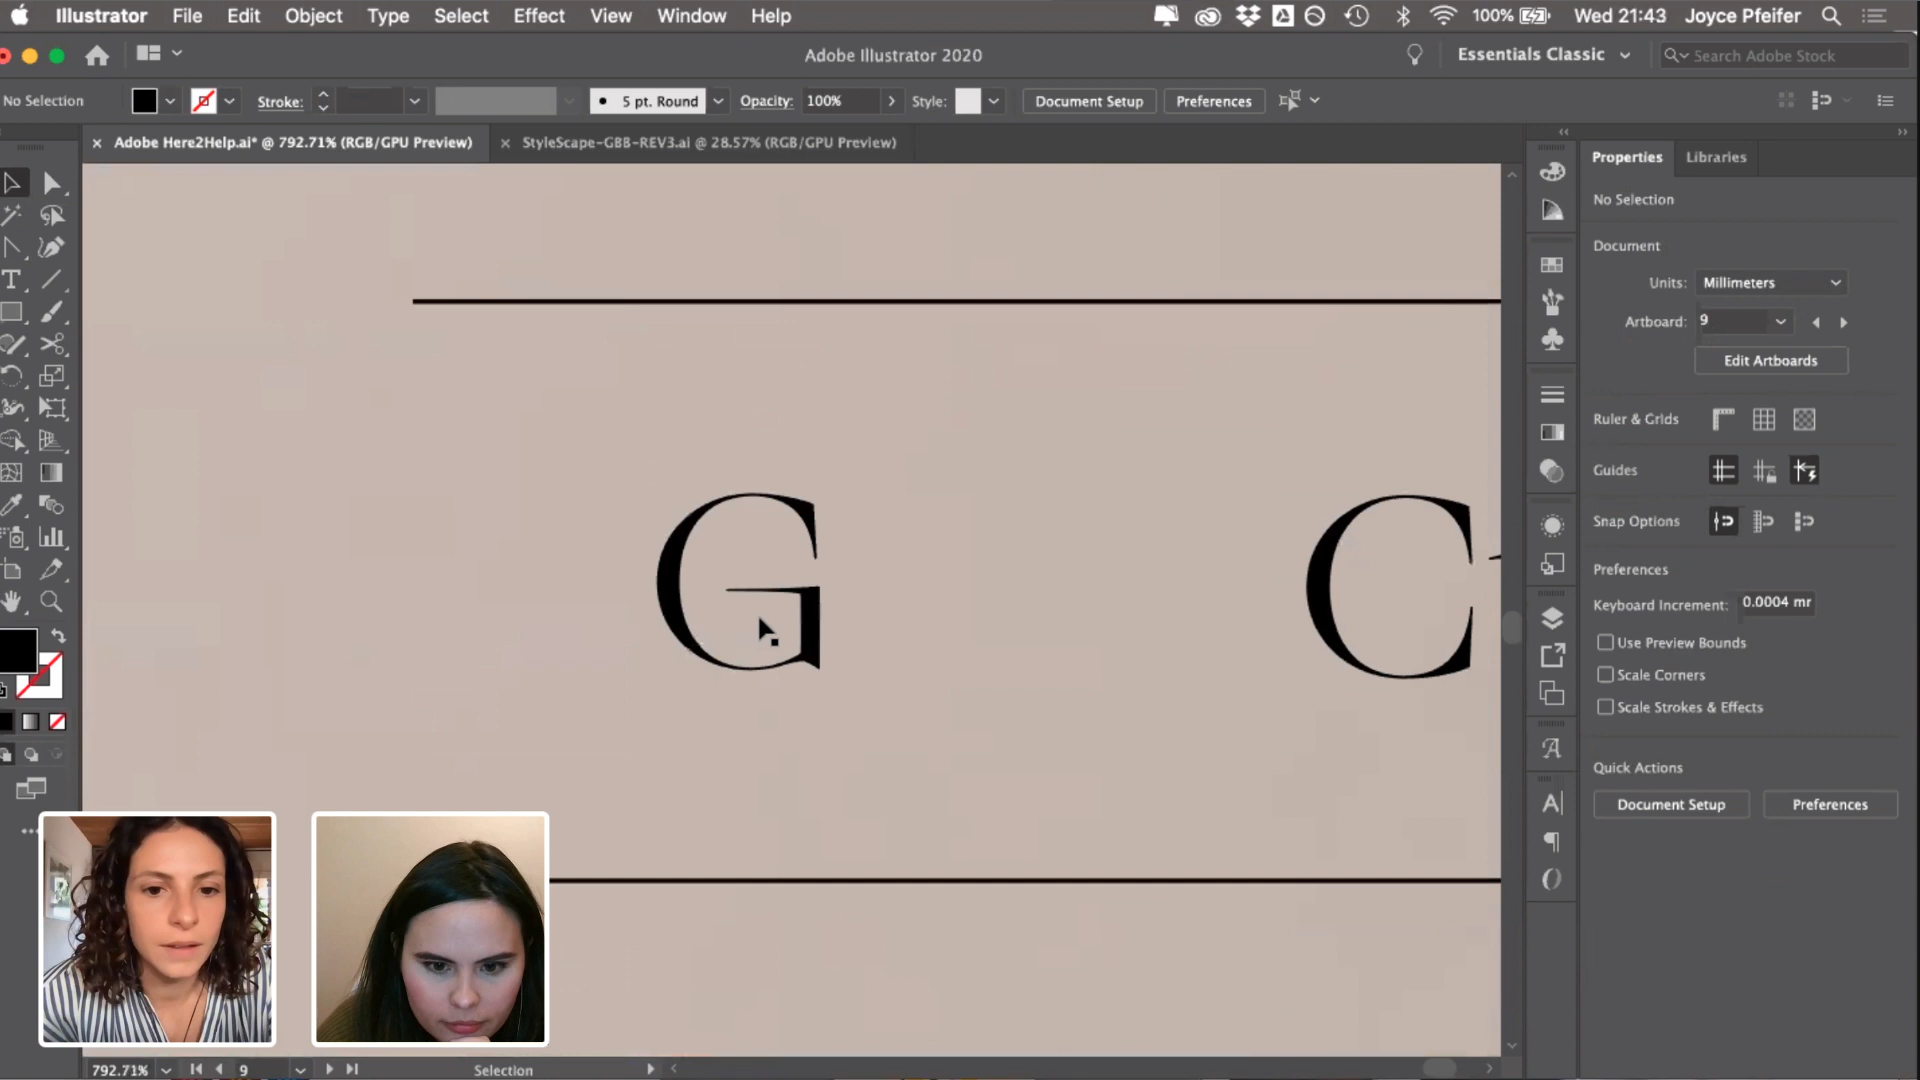 Illustrator File Edit Object Type Select Effect View Window Help 100% Wed 21:43 Joyce Pfeifer
Adobe Illustrator 2020 Essentials Classic Search Adobe Stock
No Selection Stroke: 5 pt. Round Opacity: 100% Style: Document Setup Preferences
Adobe Here2Help.ai* @ 792.71% (RGB/GPU Preview) StyleScape-GBB-REV3.ai @ 28.57% (RGB/GPU Preview)
Properties Libraries
No Selection
Document
Units: Millimeters
Artboard: 9
Edit Artboards
Ruler & Grids
Guides
Snap Options
Preferences
Keyboard Increment: 0.0004 mr
Use Preview Bounds
Scale Corners
Scale Strokes & Effects
Quick Actions
Document Setup Preferences
G C
792.71% 9 Selection